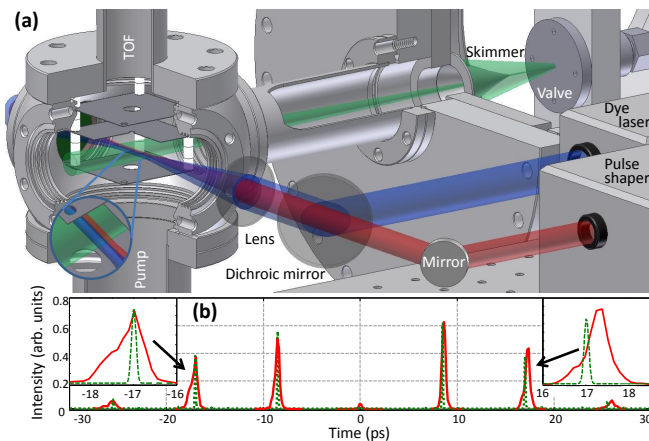 (a)
TOF
Skimmer
Valve
Dye
laser
Pulse
shaper
Lens
Dichroic mirror
Mirror
Pump
(b)
Intensity (arb. units)
0.8
0.6
0.4
0.2
0
-18 -17 -16
16 17 18
-30 -20 -10 0 10 20 30
Time (ps)